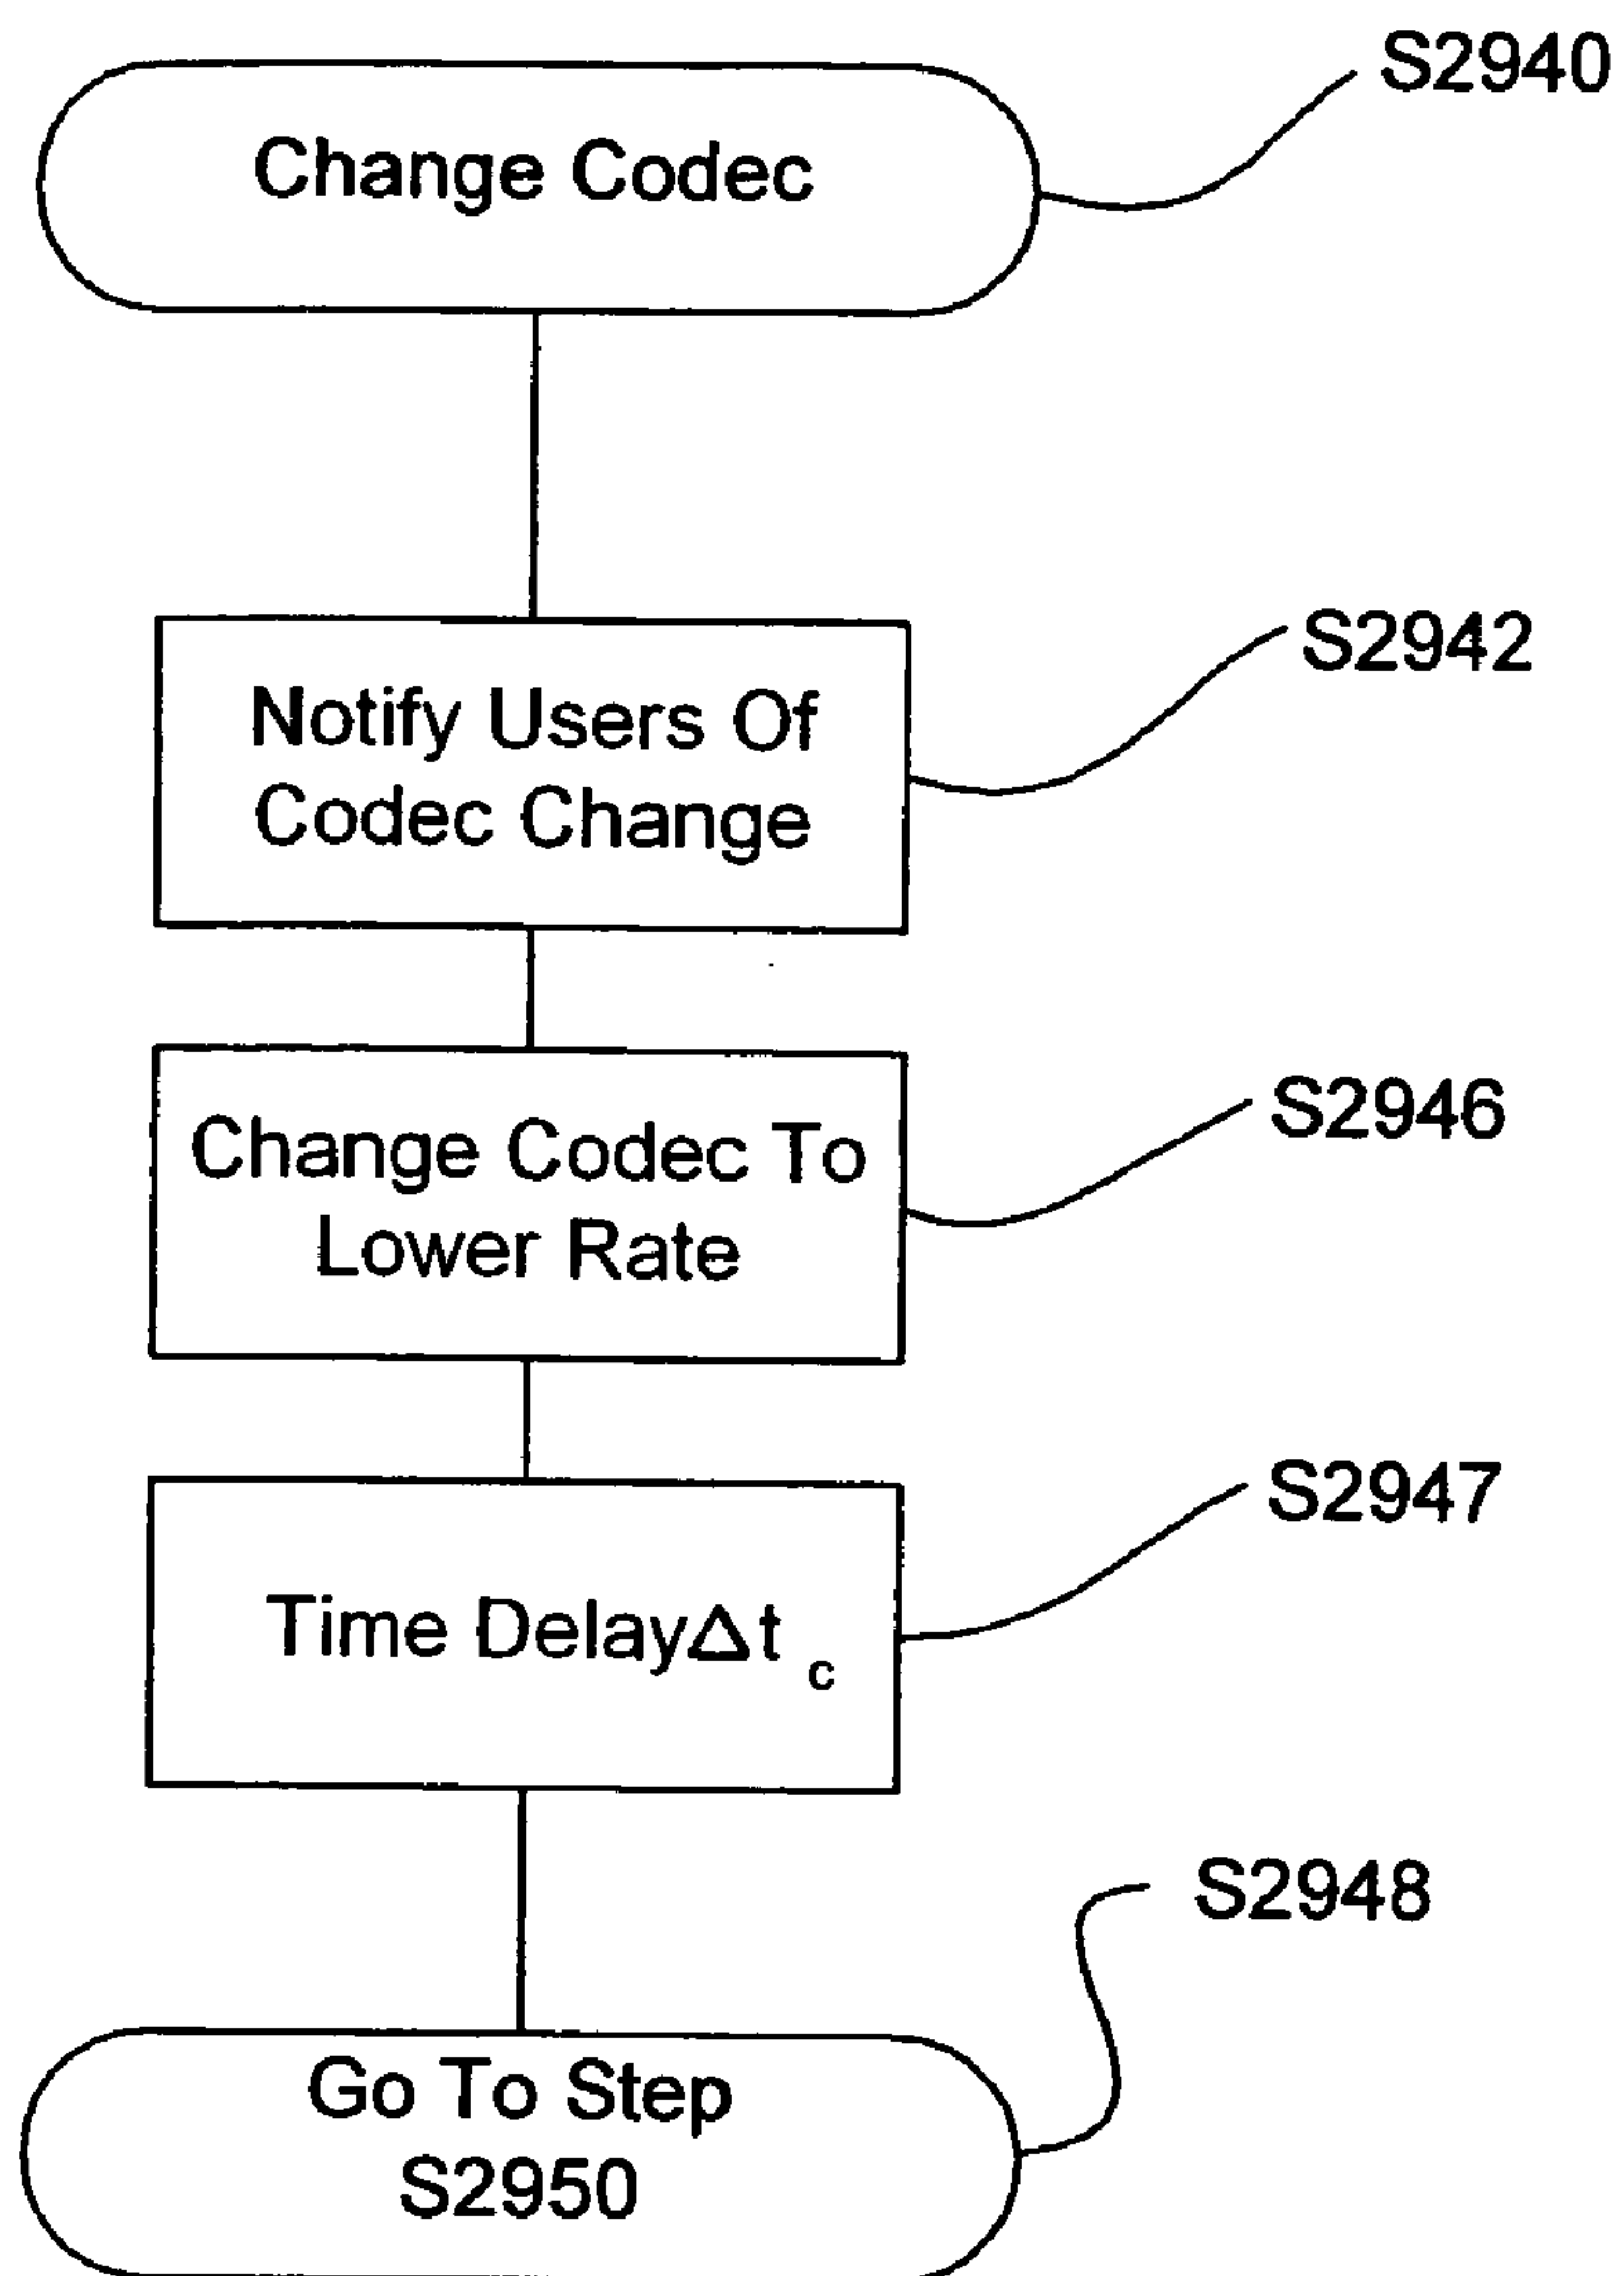 S2940
Change Codec
S2942
Notify Users Of
Codec Change
S2946
Change Codec To
Lower Rate
S2947
Time DelayΔt c
S2948
Go To Step
S2950